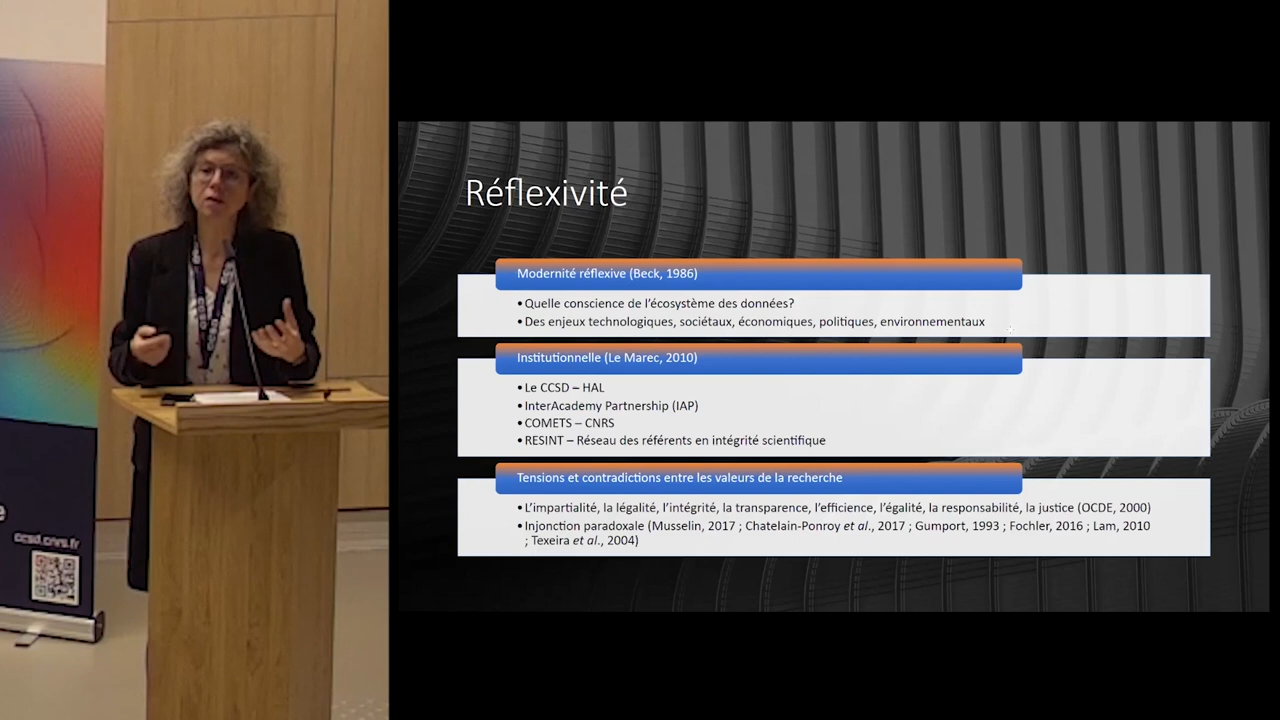 Réflexivité
Modernité réflexive (Beck, 1986)
•Quelle conscience de l’écosystème des données?
•Des enjeux technologiques, sociétaux, économiques, politiques, environnementaux
Institutionnelle (Le Marec, 2010)
•Le CCSD – HAL
•InterAcademy Partnership (IAP)
•COMETS – CNRS
•RESINT – Réseau des référents en intégrité scientifique
Tensions et contradictions entre les valeurs de la recherche
•L’impartialité, la légalité, l’intégrité, la transparence, l’efficience, l’égalité, la responsabilité, la justice (OCDE, 2000)
•Injonction paradoxale (Musselin, 2017 ; Chatelain-Ponroy et al., 2017 ; Gumport, 1993 ; Fochler, 2016 ; Lam, 2010
; Texeira et al., 2004)
ccsd.cnrs.fr